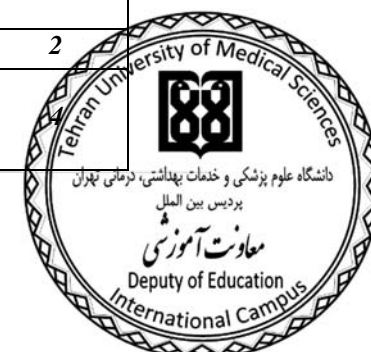 2
4
Tehran University of Medical Sciences
دانشگاه علوم پزشکی و خدمات بهداشتی، درمانی تهران
پردیس بین الملل
معاونت آموزشی
Deputy of Education
International Campus